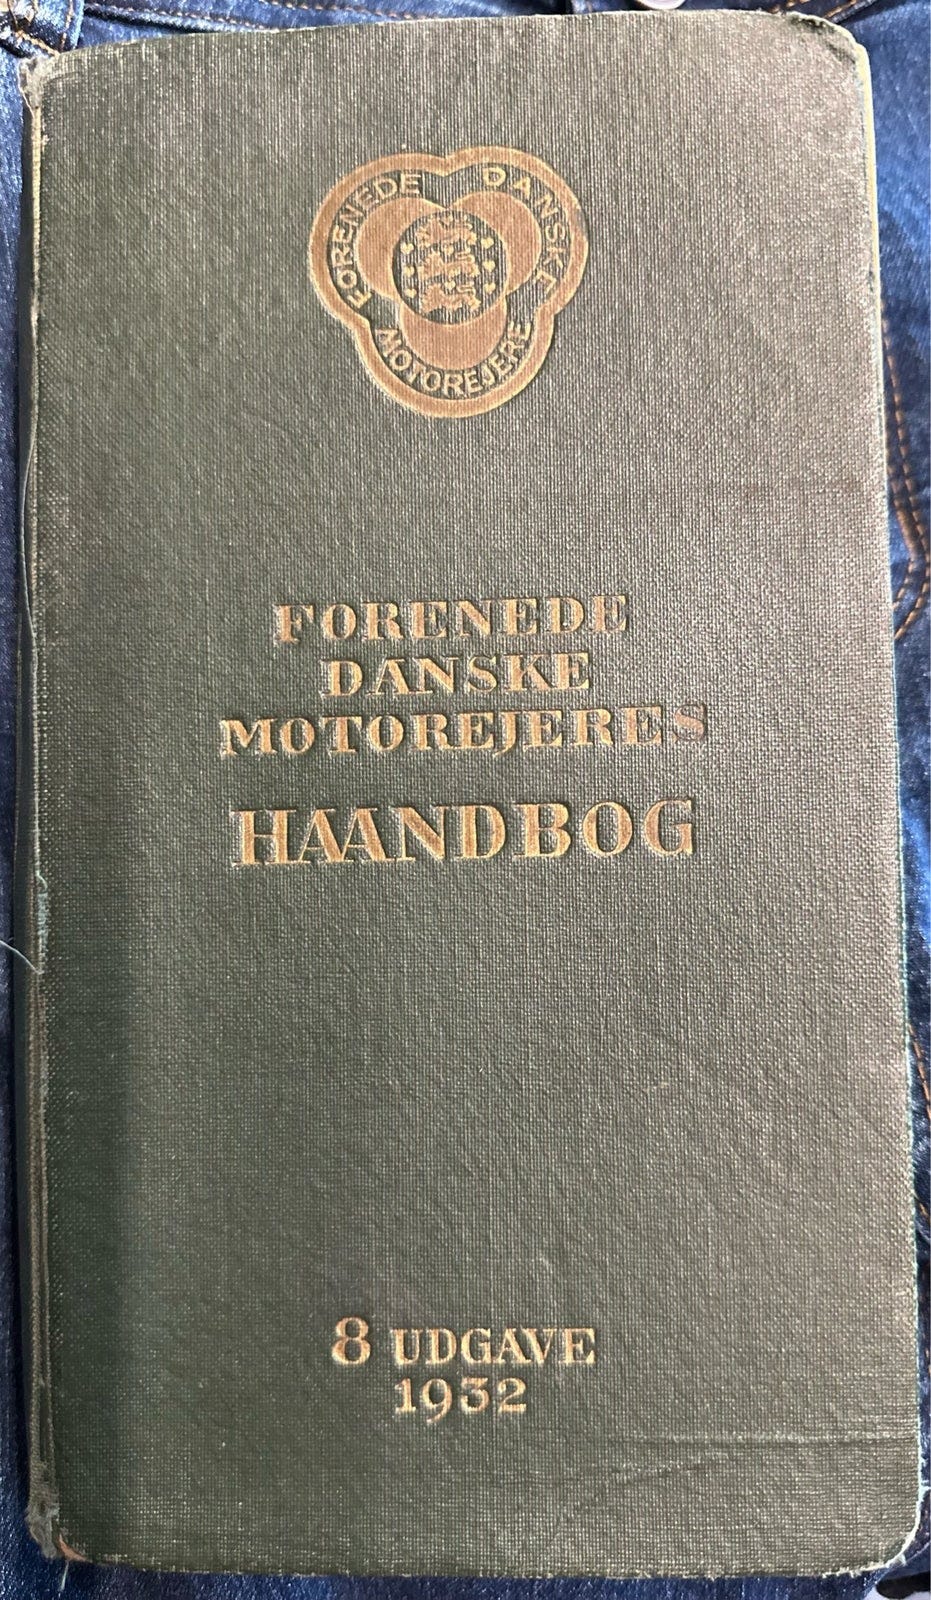 FORENEDE DANSKE
MOTOREJERE
FORENEDE
DANSKE
MOTOREJERES
HAANDBOG
8 UDGAVE
1932